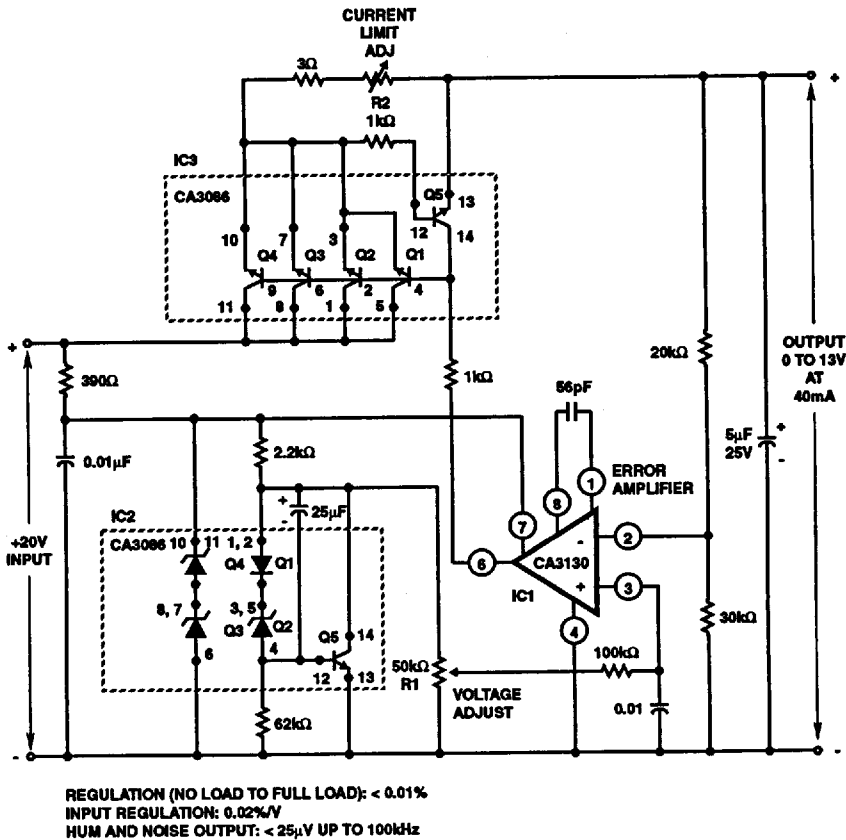 CURRENT
LIMIT
ADJ
3Ω
R2
1kΩ
IC3
CA3086
Q5
13
12
14
10
7
3
Q4
Q3
Q2
Q1
9
6
2
4
11
8
1
5
+
+
390Ω
1kΩ
20kΩ
OUTPUT
0 TO 13V
AT
40mA
56pF
5µF
25V
+
-
0.01µF
2.2kΩ
ERROR
AMPLIFIER
+20V
INPUT
IC2
CA3086
+
-
25µF
10
11
1, 2
Q4
Q1
8, 7
3, 5
Q3
Q2
4
6
Q5
14
12
13
1
8
7
2
6
3
4
-
+
CA3130
IC1
62kΩ
50kΩ
R1
VOLTAGE
ADJUST
100kΩ
0.01
30kΩ
-
-
REGULATION (NO LOAD TO FULL LOAD): < 0.01%
INPUT REGULATION: 0.02%/V
HUM AND NOISE OUTPUT: < 25µV UP TO 100kHz